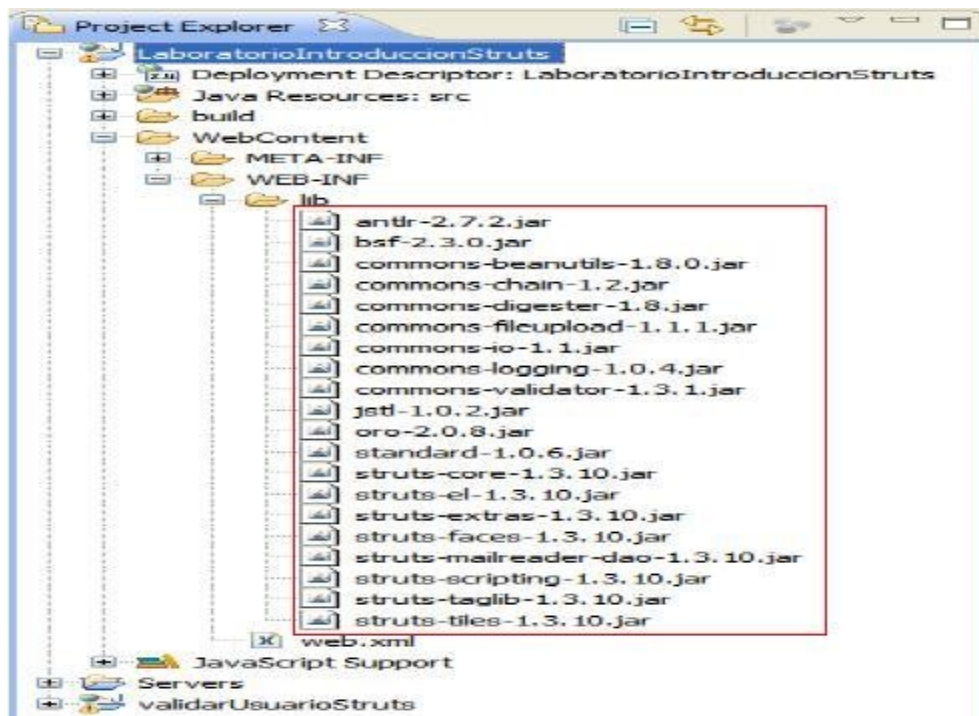 Project Explorer
LaboratorioIntroduccionStruts
Deployment Descriptor: LaboratorioIntroduccionStruts
Java Resources: src
build
WebContent
META-INF
WEB-INF
lib
antlr-2.7.2.jar
bsf-2.3.0.jar
commons-beanutils-1.8.0.jar
commons-chain-1.2.jar
commons-digester-1.8.jar
commons-fileupload-1.1.1.jar
commons-io-1.1.jar
commons-logging-1.0.4.jar
commons-validator-1.3.1.jar
jstl-1.0.2.jar
oro-2.0.8.jar
standard-1.0.6.jar
struts-core-1.3.10.jar
struts-el-1.3.10.jar
struts-extras-1.3.10.jar
struts-faces-1.3.10.jar
struts-mailreader-dao-1.3.10.jar
struts-scripting-1.3.10.jar
struts-taglib-1.3.10.jar
struts-tiles-1.3.10.jar
web.xml
JavaScript Support
Servers
validarUsuarioStruts